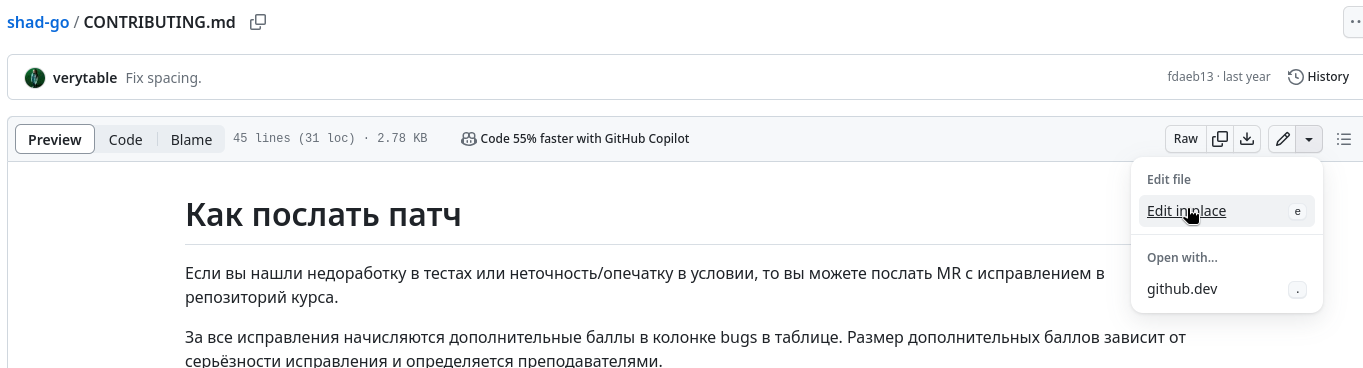 shad-go / CONTRIBUTING.md
verytable Fix spacing. fdaeb13 · last year History
Preview Code Blame 45 lines (31 loc) · 2.78 KB Code 55% faster with GitHub Copilot Raw
Edit file
Edit in place e
Open with...
github.dev .
Как послать патч
Если вы нашли недоработку в тестах или неточность/опечатку в условии, то вы можете послать MR с исправлением в
репозиторий курса.
За все исправления начисляются дополнительные баллы в колонке bugs в таблице. Размер дополнительных баллов зависит от
серьёзности исправления и определяется преподавателями.